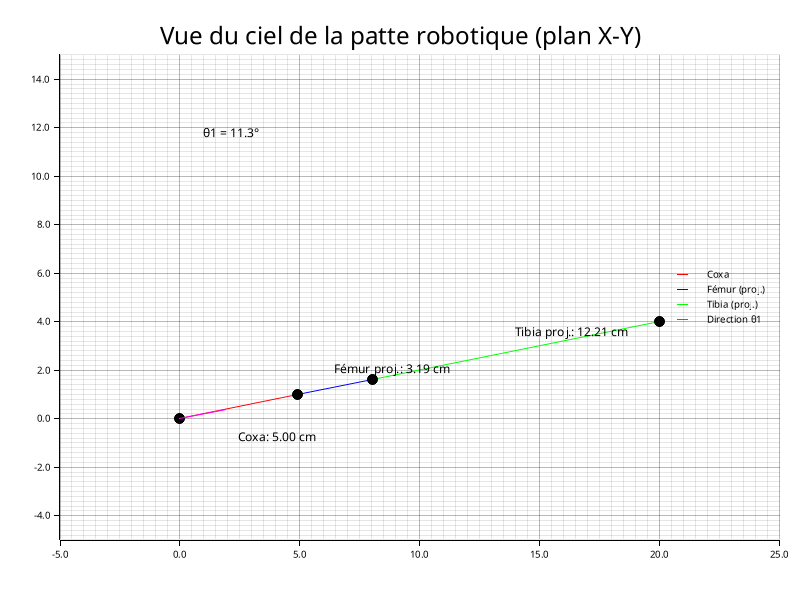 Vue du ciel de la patte robotique (plan X-Y)
14.0
12.0
θ1 = 11.3°
10.0
8.0
6.0
Coxa
Fémur (proj.)
Tibia (proj.)
Direction θ1
4.0
Tibia proj.: 12.21 cm
2.0
Fémur proj.: 3.19 cm
0.0
Coxa: 5.00 cm
-2.0
-4.0
-5.0 0.0 5.0 10.0 15.0 20.0 25.0